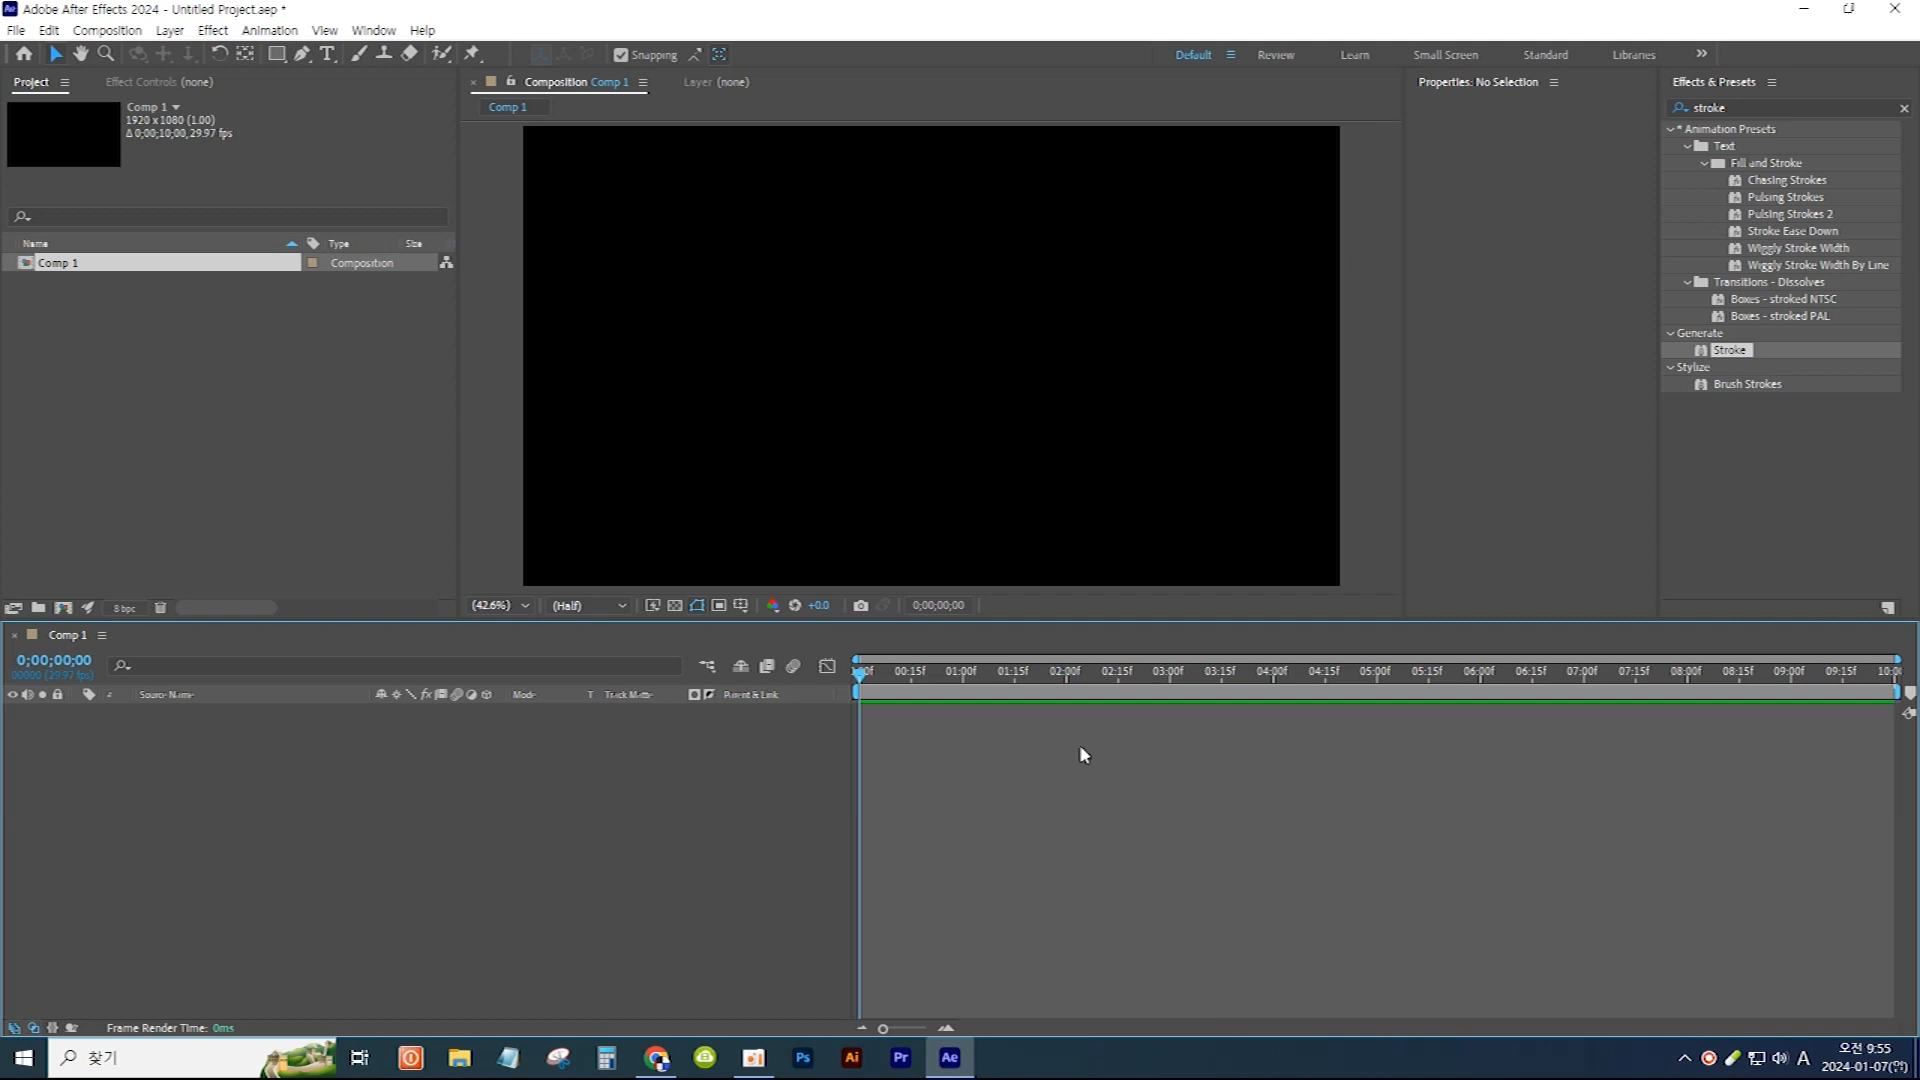 Adobe After Effects 2024 - Untitled Project.aep *
File Edit Composition Layer Effect Animation View Window Help
Snapping
Default Review Learn Small Screen Standard Libraries
Project Effect Controls (none)
Composition Comp 1 Layer (none)
Properties: No Selection
Effects & Presets
Comp 1
1920 x 1080 (1.00)
Δ 0;00;10;00, 29.97 fps
Comp 1
stroke
* Animation Presets
Text
Fill and Stroke
Chasing Strokes
Pulsing Strokes
Pulsing Strokes 2
Stroke Ease Down
Wiggly Stroke Width
Wiggly Stroke Width By Line
Transitions - Dissolves
Boxes - stroked NTSC
Boxes - stroked PAL
Generate
Stroke
Stylize
Brush Strokes
Name Type Size
Comp 1 Composition
8 bpc
(42.6%) (Half) +0.0 0;00;00;00
Comp 1
0;00;00;00
00000 (29.97 fps)
00:15f 01:00f 01:15f 02:00f 02:15f 03:00f 03:15f 04:00f 04:15f 05:00f 05:15f 06:00f 06:15f 07:00f 07:15f 08:00f 08:15f 09:00f 09:15f
Source Name Mode T Track Matte Parent & Link
Frame Render Time: 0ms
찾기
Ps Ai Pr Ae
A
오전 9:55
2024-01-07(일)